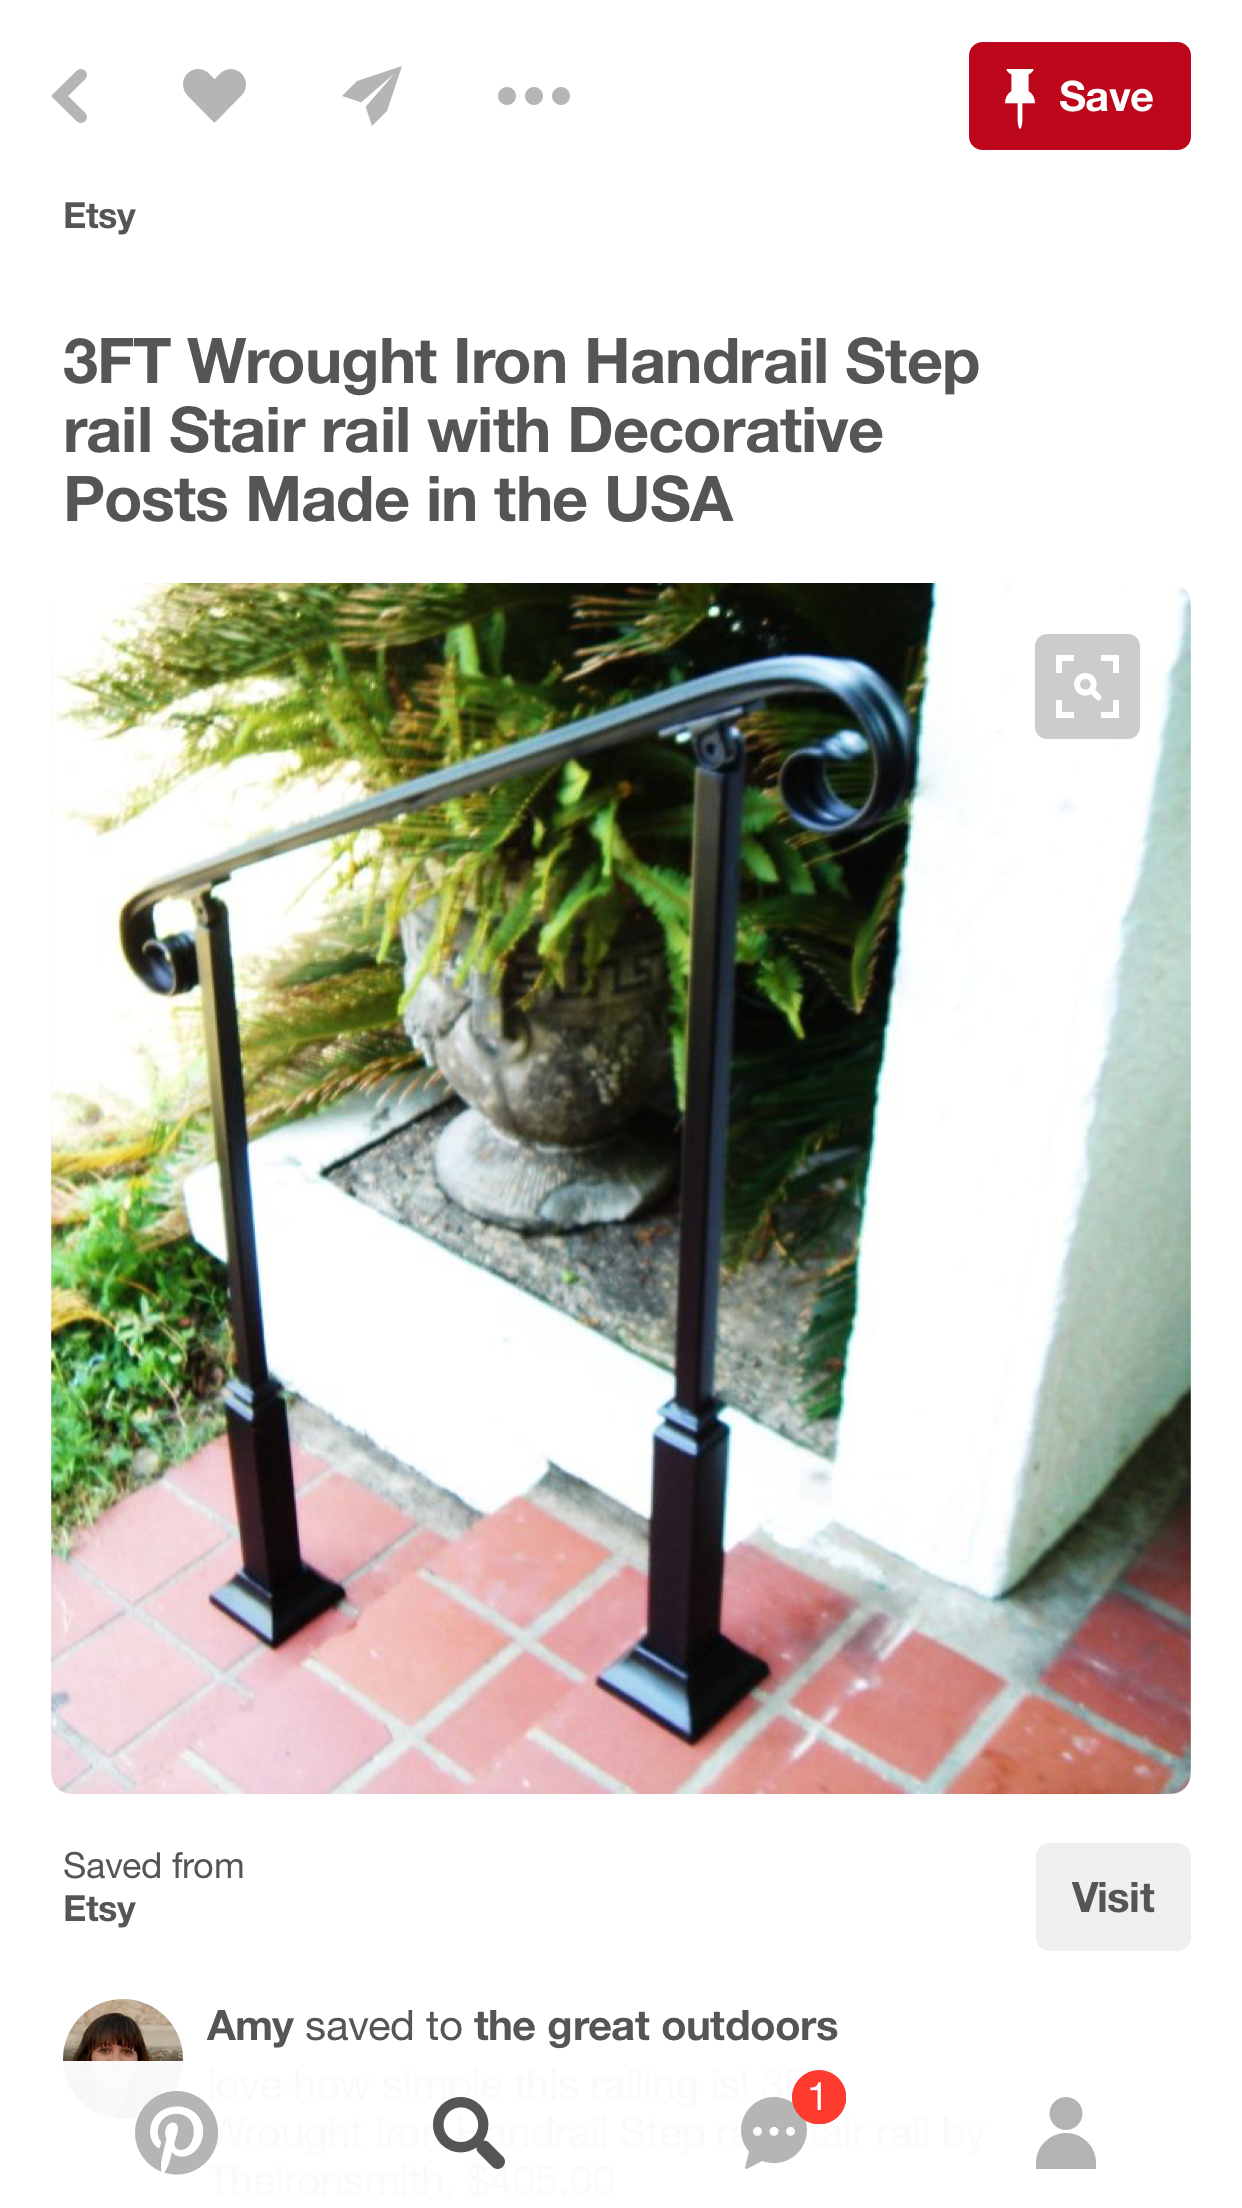 Save
Etsy
3FT Wrought Iron Handrail Step
rail Stair rail with Decorative
Posts Made in the USA
Saved from
Etsy
Visit
Amy saved to the great outdoors
love how simple this railing is! 3F
Wrought Iron Handrail Step rail Stair rail by
1
Theironsmith, $405.00